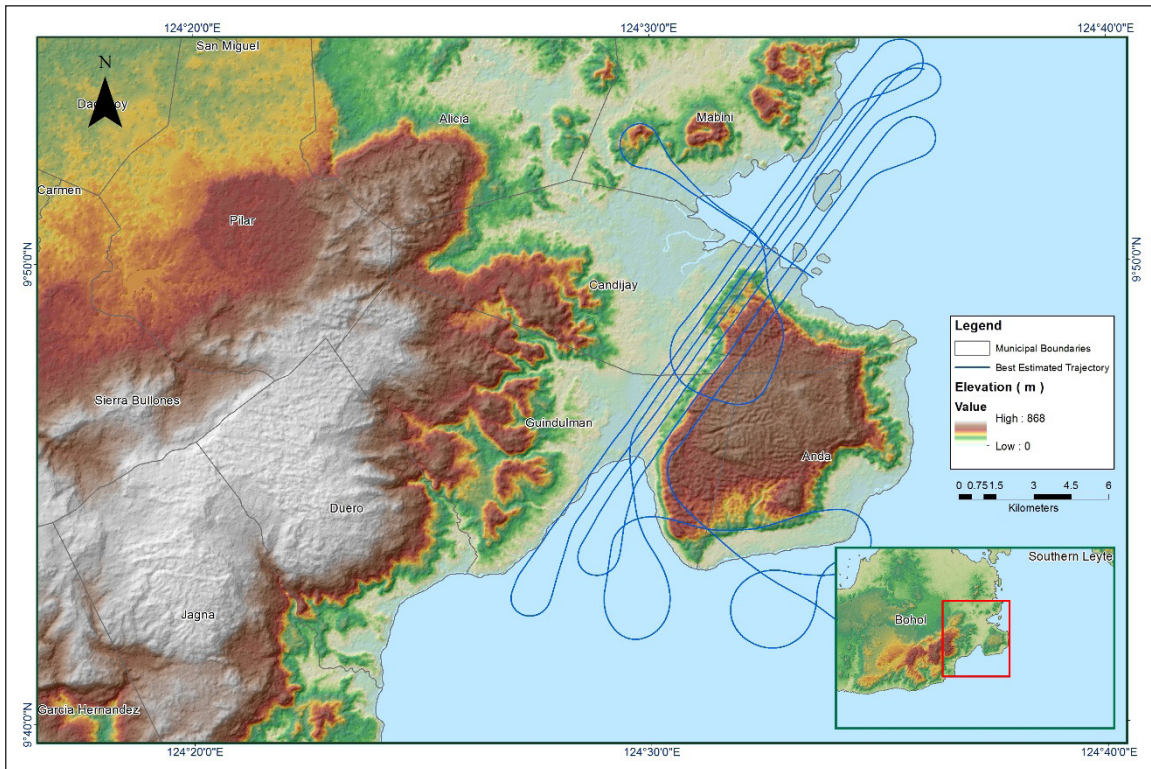 124°20'0"E
124°30'0"E
124°40'0"E
San Miguel
N
Dagohoy
Alicia
Mabini
Carmen
Pilar
9°50'0"N
9°50'0"N
Candijay
Legend
Municipal Boundaries
Best Estimated Trajectory
Elevation ( m )
Value
High : 868
Low : 0
Sierra Bullones
Guindulman
Anda
0 0.75 1.5 3 4.5 6
Kilometers
Duero
Southern Leyte
Jagna
Bohol
Garcia Hernandez
9°40'0"N
124°20'0"E
124°30'0"E
124°40'0"E